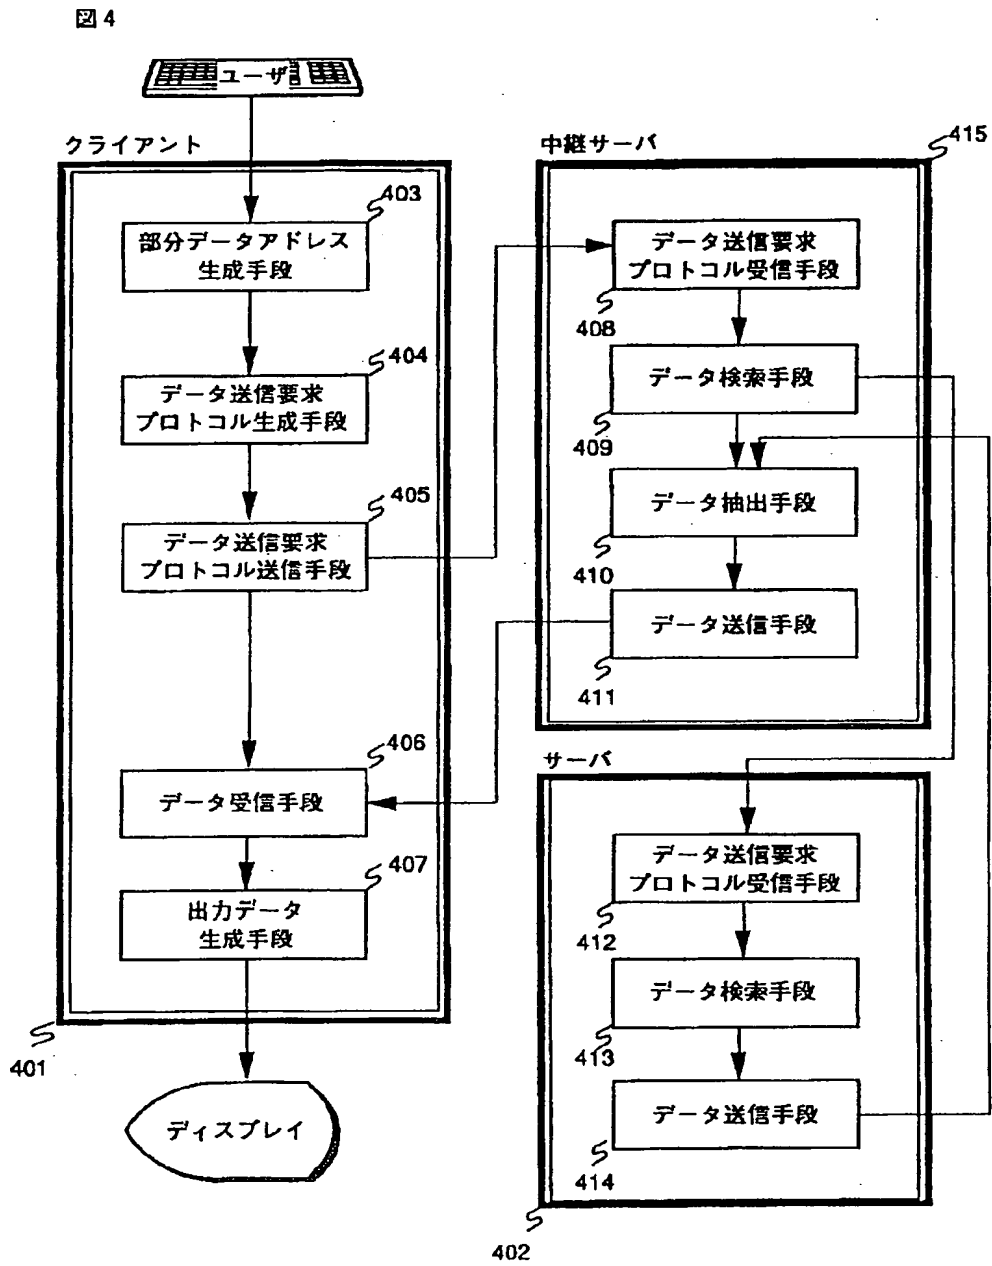 図4
ユーザ
クライアント
403
部分データアドレス
生成手段
404
データ送信要求
プロトコル生成手段
405
データ送信要求
プロトコル送信手段
406
データ受信手段
407
出力データ
生成手段
401
ディスプレイ
中継サーバ
415
データ送信要求
プロトコル受信手段
408
データ検索手段
409
データ抽出手段
410
データ送信手段
411
サーバ
データ送信要求
プロトコル受信手段
412
データ検索手段
413
データ送信手段
414
402